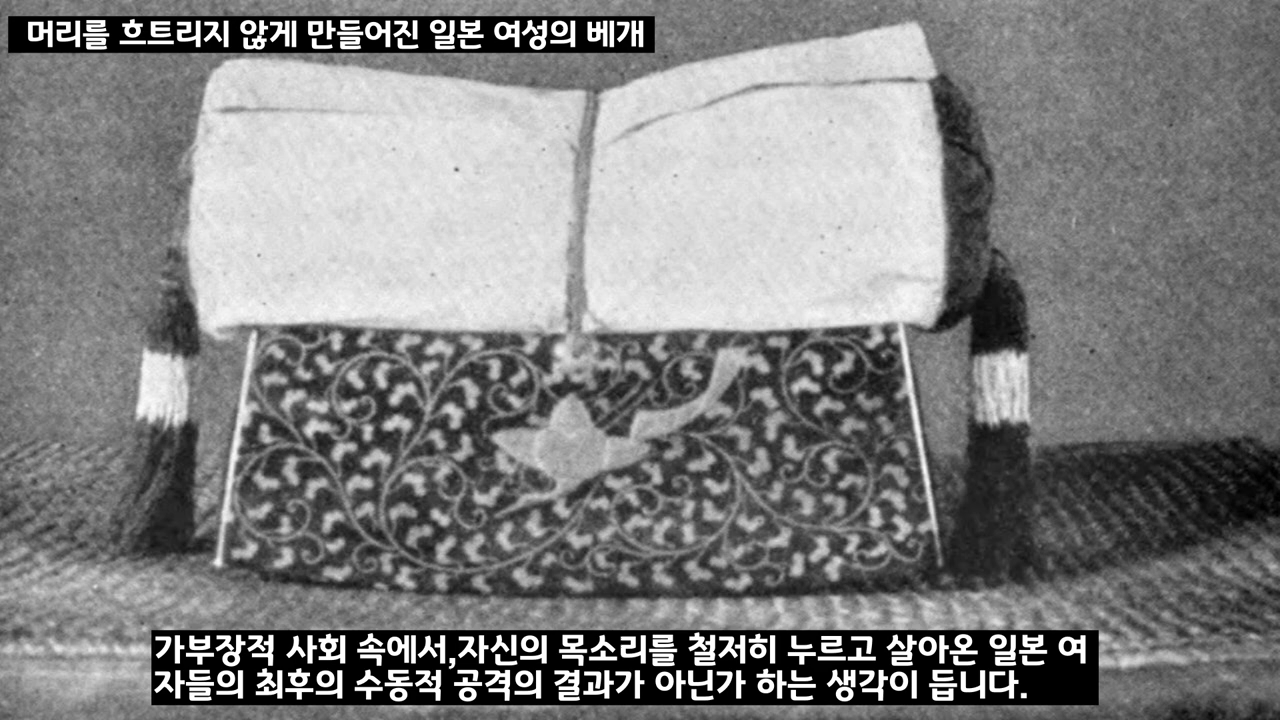 머리를 흐트리지 않게 만들어진 일본 여성의 베개
가부장적 사회 속에서,자신의 목소리를 철저히 누르고 살아온 일본 여
자들의 최후의 수동적 공격의 결과가 아닌가 하는 생각이 듭니다.